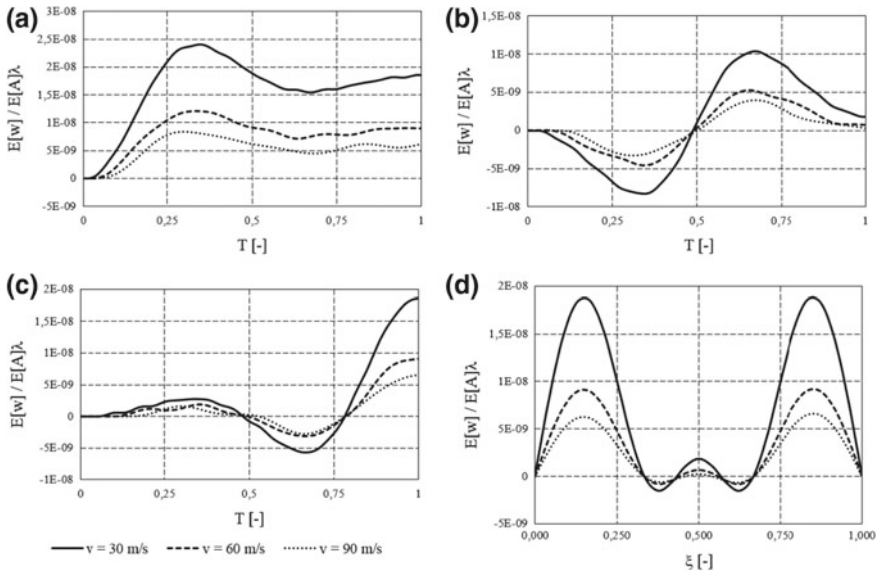 (a)
E[w] / E[A]λ
3E-08
2,5E-08
2E-08
1,5E-08
1E-08
5E-09
0
-5E-09
0
0,25
0,5
0,75
1
T [-]
(b)
E[w] / E[A]λ
1,5E-08
1E-08
5E-09
0
-5E-09
-1E-08
0
0,25
0,5
0,75
1
T [-]
(c)
E[w] / E[A]λ
2E-08
1,5E-08
1E-08
5E-09
0
-5E-09
-1E-08
0
0,25
0,5
0,75
1
T [-]
(d)
E[w] / E[A]λ
2E-08
1,5E-08
1E-08
5E-09
0
-5E-09
0,000
0,250
0,500
0,750
1,000
ξ [-]
v = 30 m/s
v = 60 m/s
v = 90 m/s